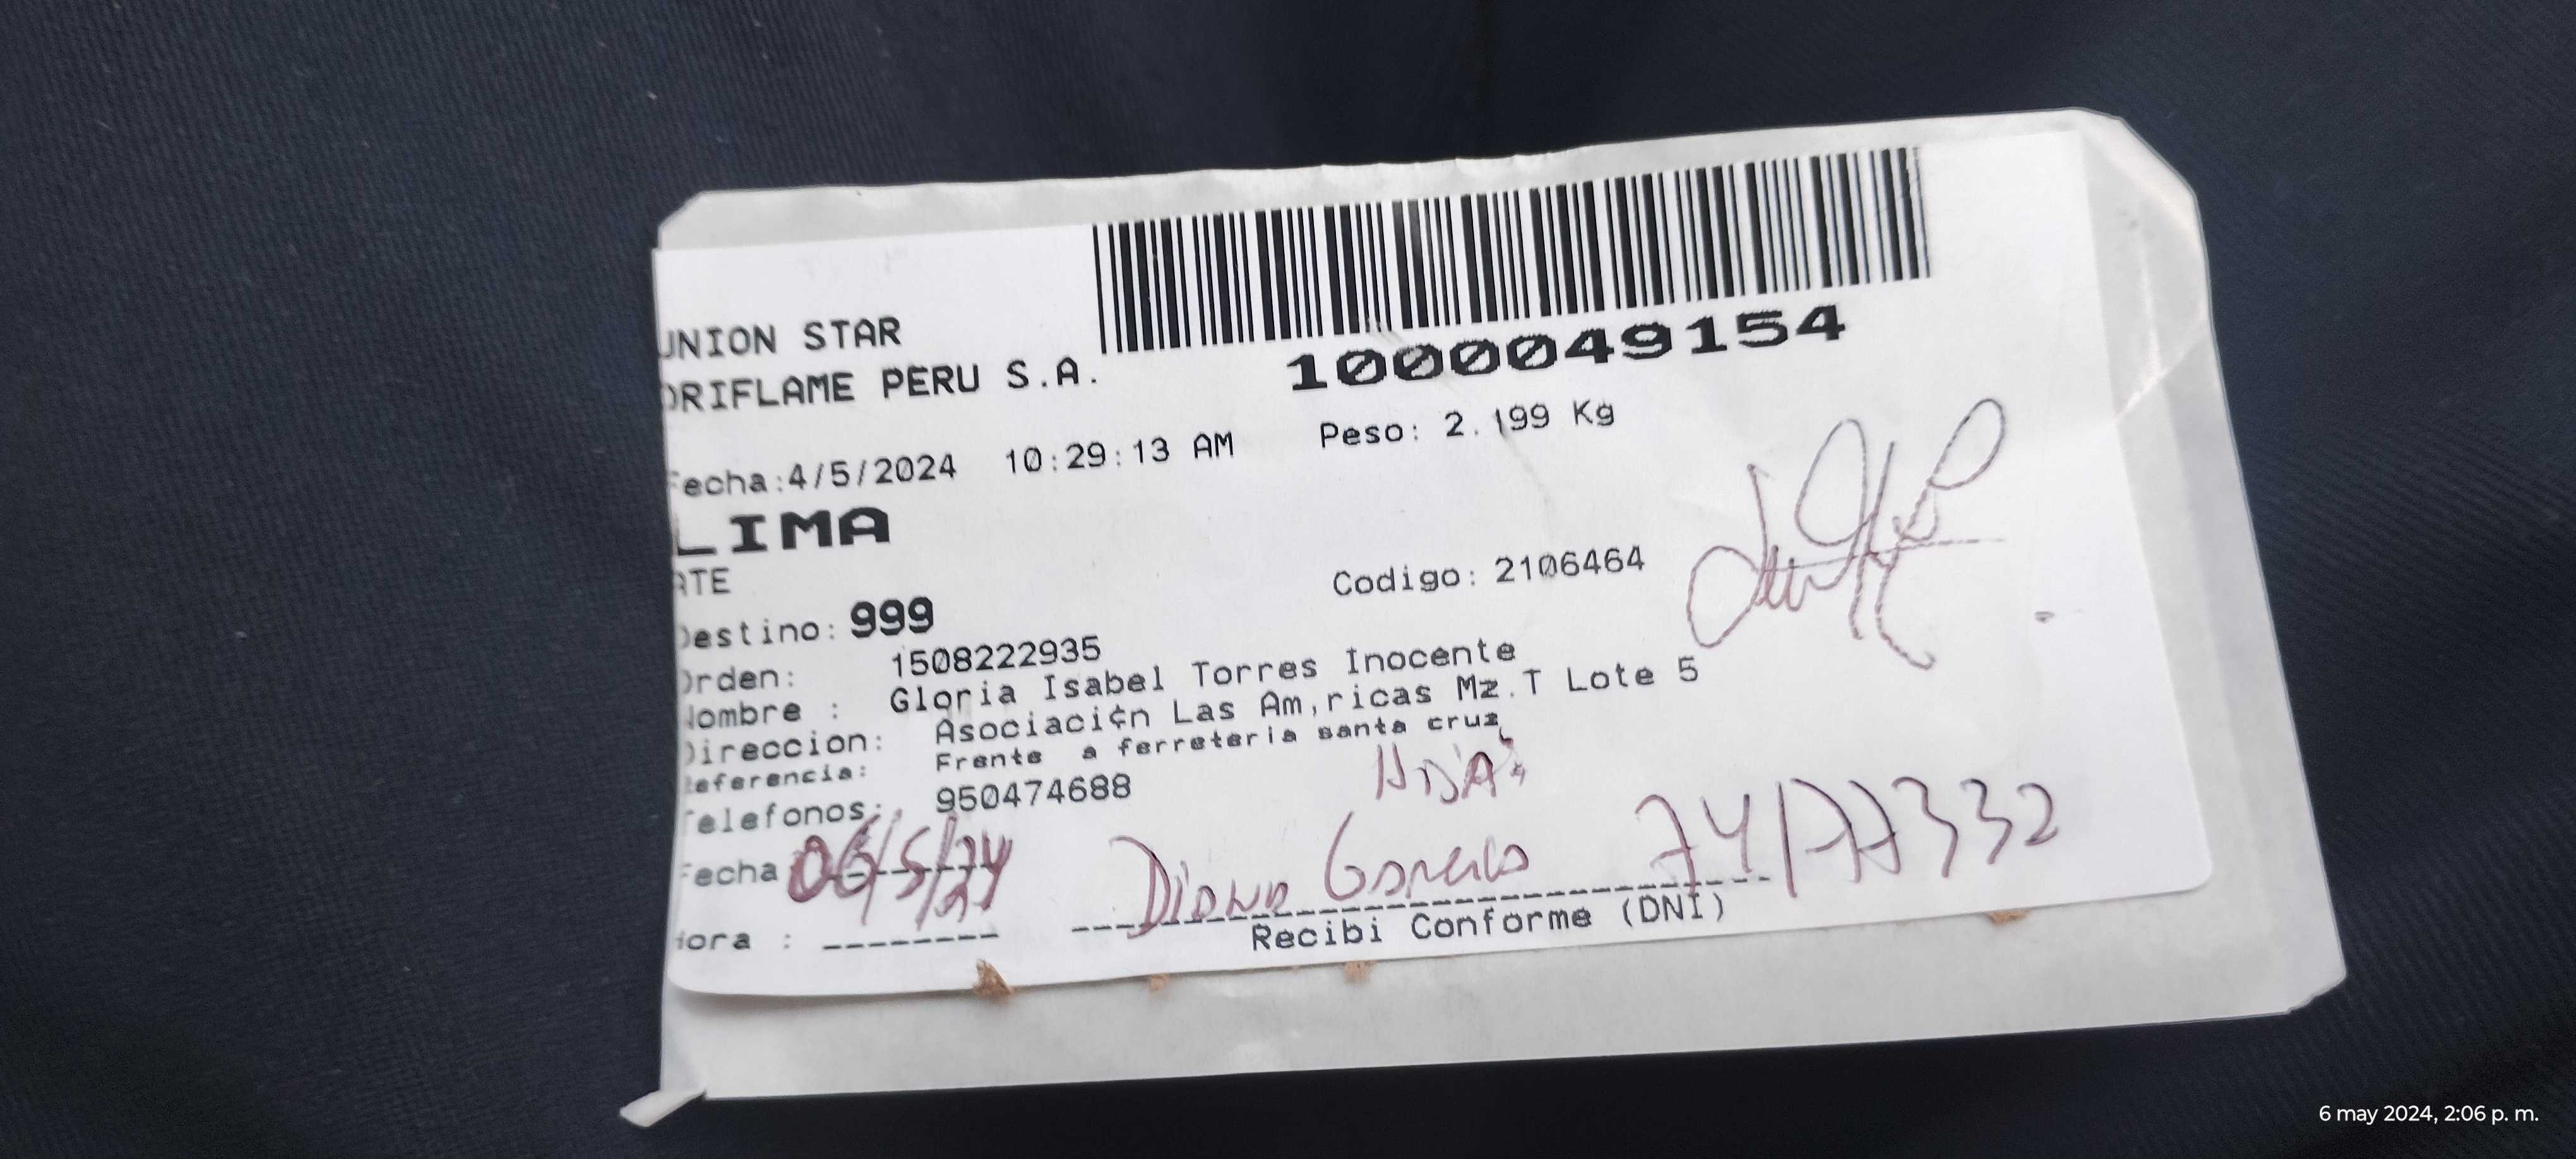 UNION STAR
ORIFLAME PERU S.A.
1000049154
Fecha:4/5/2024 10:29:13 AM Peso: 2.199 Kg
LIMA
ATE
Codigo: 2106464
Destino: 999
Orden: 1508222935
Nombre : Gloria Isabel Torres Inocente
Direccion: Asociaci¢n Las Am,ricas Mz.T Lote 5
Referencia: Frente a ferreteria santa cruz
Telefonos: 950474688
HIJA
Fecha 06/5/24 Diana
Hora : --------
Recibi Conforme (DNI)
6 may 2024, 2:06 p. m.